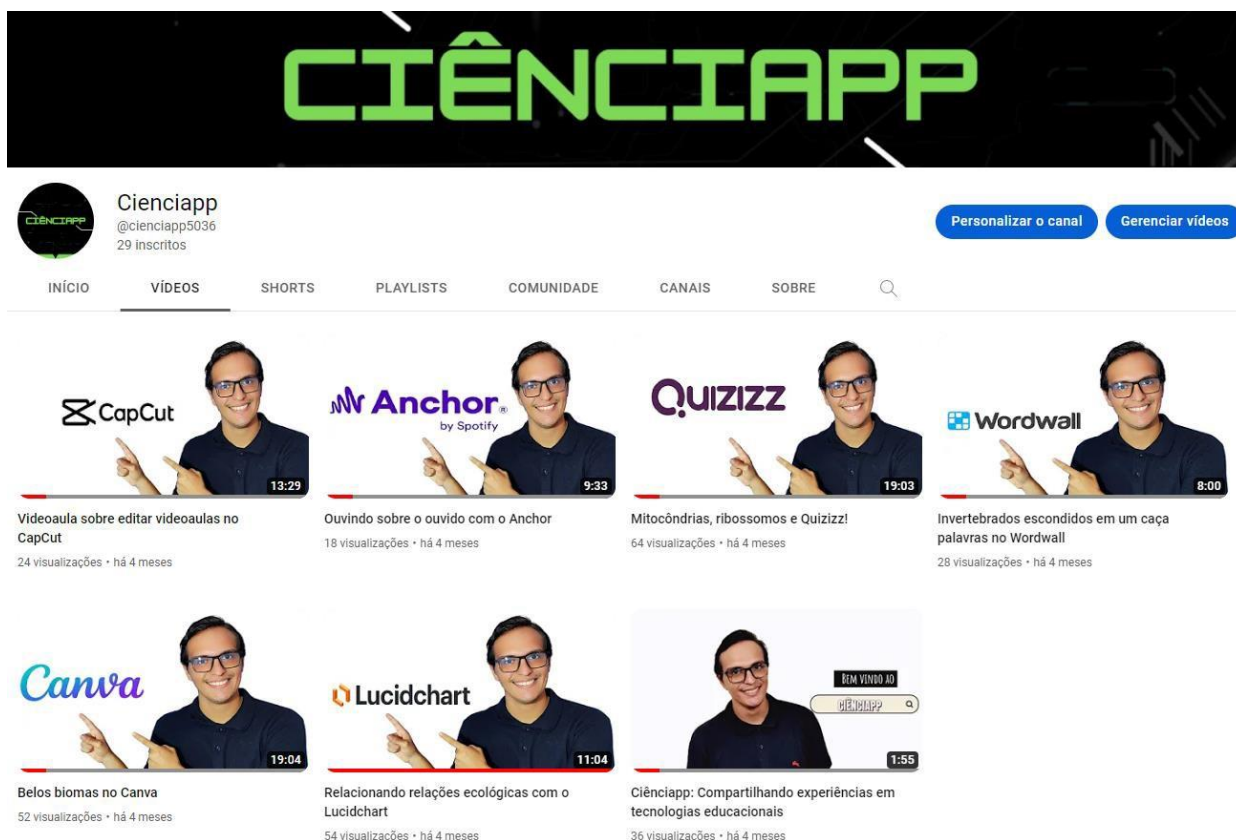 CIÊNCIAPP
CIÊNCIAPP
Cienciapp
@cienciapp5036
29 inscritos
Personalizar o canal
Gerenciar vídeos
INÍCIO VÍDEOS SHORTS PLAYLISTS COMUNIDADE CANAIS SOBRE
CapCut
13:29
Anchor®
by Spotify
9:33
Quizizz
19:03
Wordwall
8:00
Videoaula sobre editar videoaulas no
CapCut
24 visualizações • há 4 meses
Ouvindo sobre o ouvido com o Anchor
18 visualizações • há 4 meses
Mitocôndrias, ribossomos e Quizizz!
64 visualizações • há 4 meses
Invertebrados escondidos em um caça
palavras no Wordwall
28 visualizações • há 4 meses
Canva
19:04
Lucidchart
11:04
BEM VINDO AO
CIÊNCIAPP
1:55
Belos biomas no Canva
52 visualizações • há 4 meses
Relacionando relações ecológicas com o
Lucidchart
54 visualizações • há 4 meses
Ciênciapp: Compartilhando experiências em
tecnologias educacionais
36 visualizações • há 4 meses